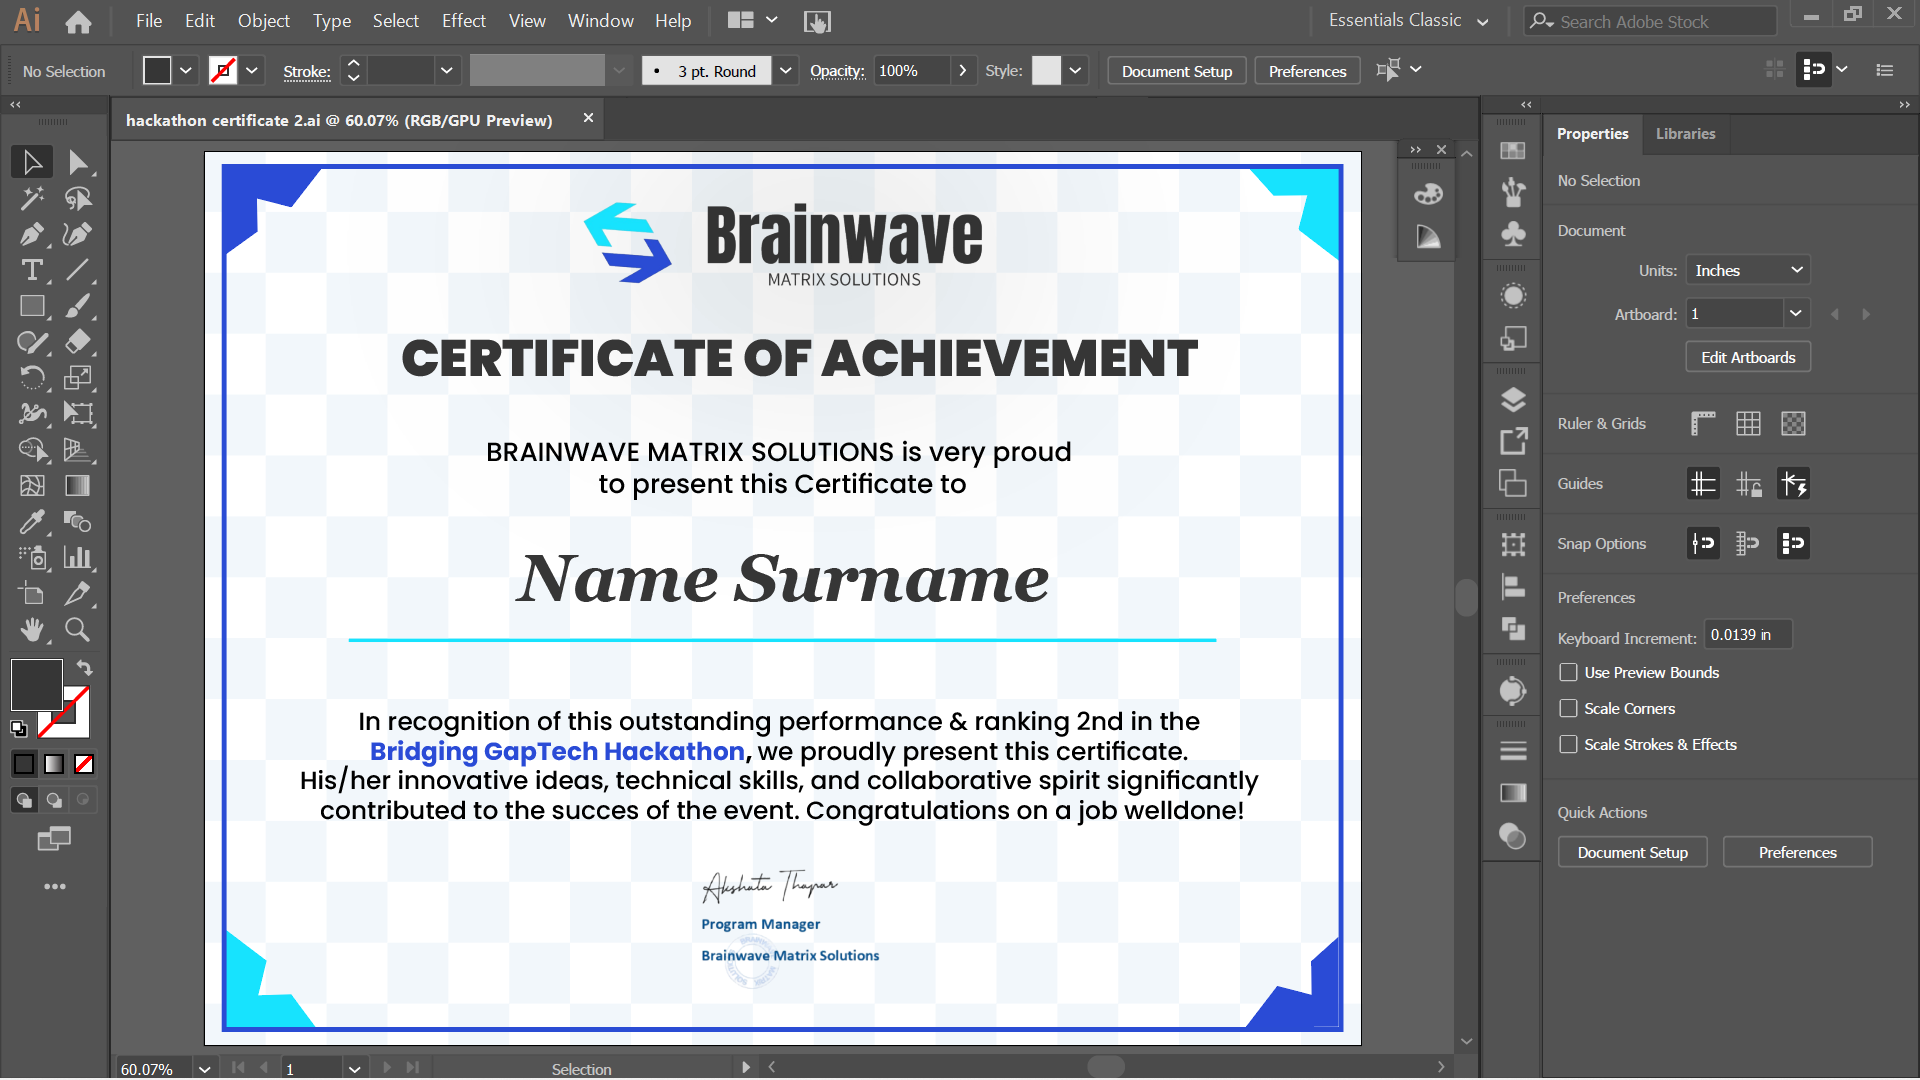 Ai File Edit Object Type Select Effect View Window Help Essentials Classic Search Adobe Stock
No Selection Stroke: 3 pt. Round Opacity: 100% Style: Document Setup Preferences
hackathon certificate 2.ai @ 60.07% (RGB/GPU Preview)
Brainwave
MATRIX SOLUTIONS
CERTIFICATE OF ACHIEVEMENT
BRAINWAVE MATRIX SOLUTIONS is very proud
to present this Certificate to
Name Surname
In recognition of this outstanding performance & ranking 2nd in the
Bridging GapTech Hackathon, we proudly present this certificate.
His/her innovative ideas, technical skills, and collaborative spirit significantly
contributed to the succes of the event. Congratulations on a job welldone!
Akshata Thapar
Program Manager
Brainwave Matrix Solutions
Properties Libraries
No Selection
Document
Units: Inches
Artboard: 1
Edit Artboards
Ruler & Grids
Guides
Snap Options
Preferences
Keyboard Increment: 0.0139 in
Use Preview Bounds
Scale Corners
Scale Strokes & Effects
Quick Actions
Document Setup Preferences
60.07% 1 Selection